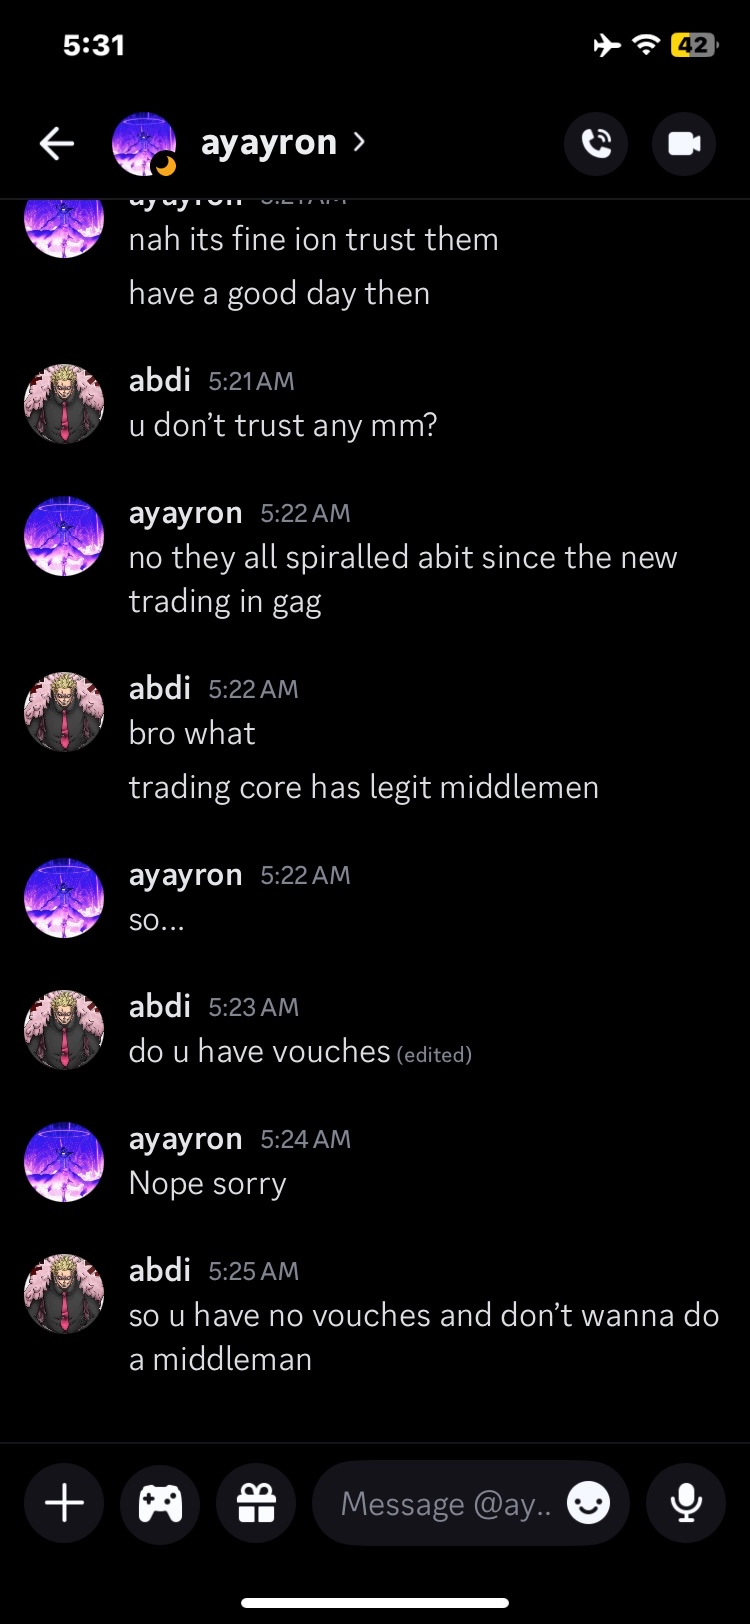 5:31
42
ayayron
ayayron 5:21 AM
nah its fine ion trust them
have a good day then
abdi 5:21 AM
u don't trust any mm?
ayayron 5:22 AM
no they all spiralled abit since the new
trading in gag
abdi 5:22 AM
bro what
trading core has legit middlemen
ayayron 5:22 AM
so...
abdi 5:23 AM
do u have vouches (edited)
ayayron 5:24 AM
Nope sorry
abdi 5:25 AM
so u have no vouches and don't wanna do
a middleman
Message @ay..